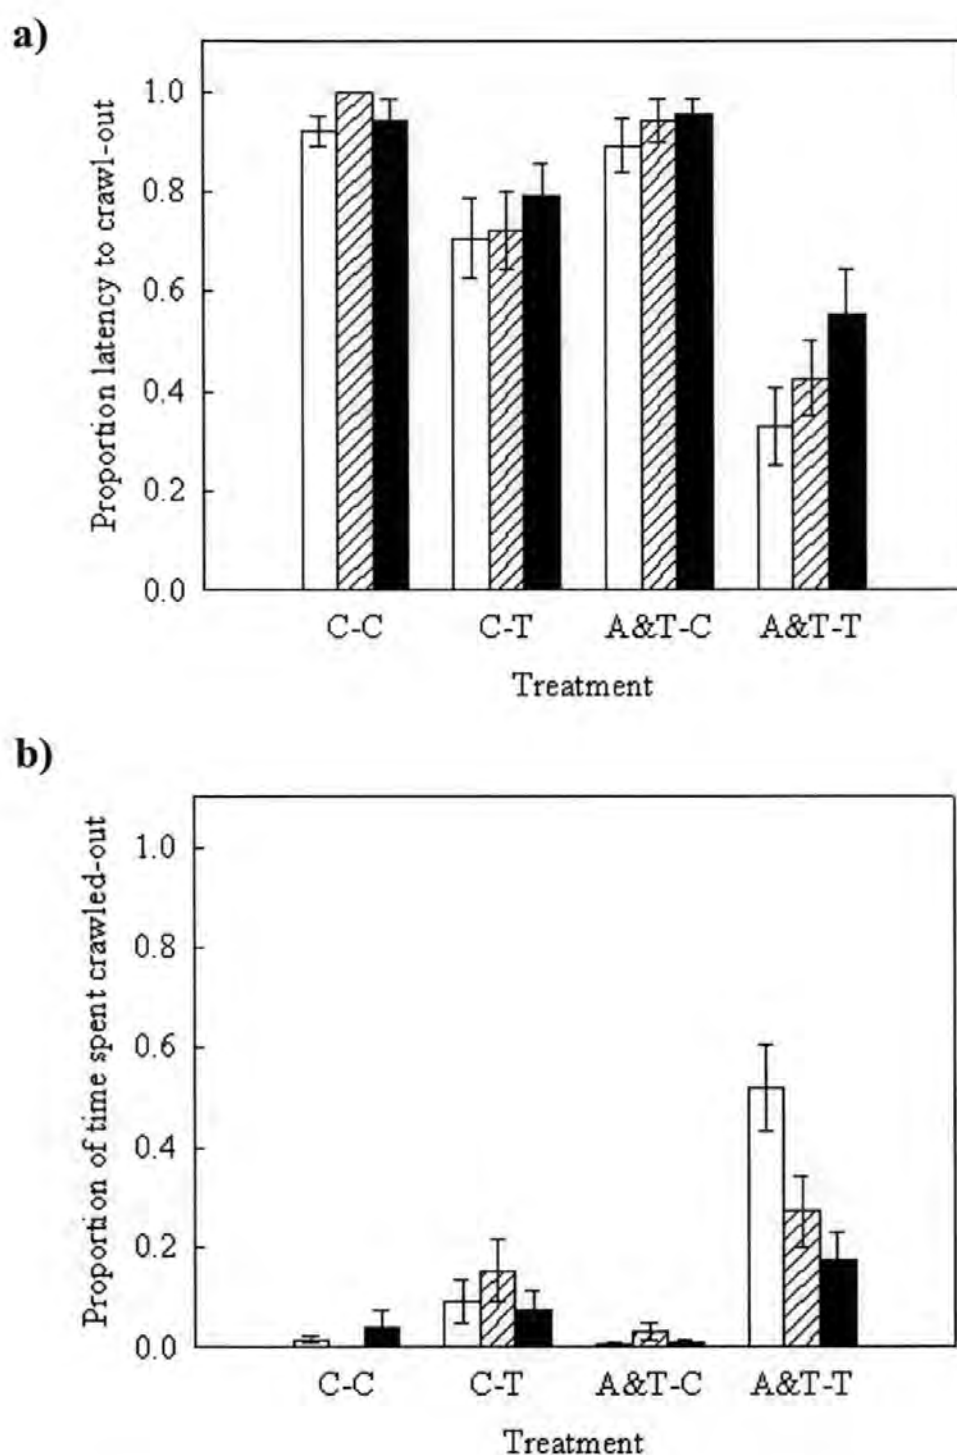 a)
Proportion latency to crawl-out
1.0
0.8
0.6
0.4
0.2
0.0
C-C C-T A&T-C A&T-T
Treatment
b)
Proportion of time spent crawled-out
1.0
0.8
0.6
0.4
0.2
0.0
C-C C-T A&T-C A&T-T
Treatment